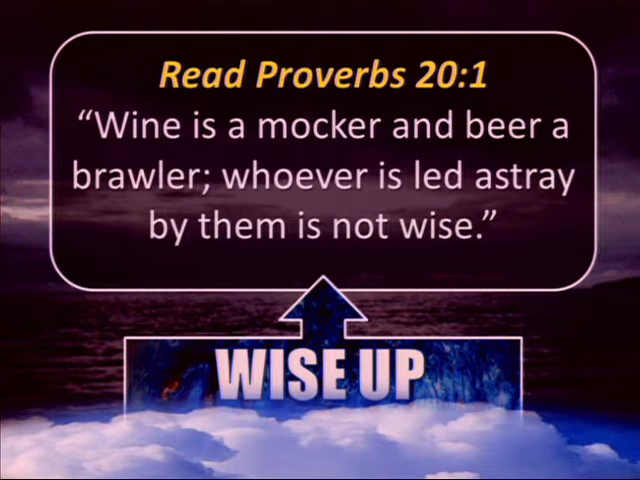 Read Proverbs 20:1
“Wine is a mocker and beer a
brawler; whoever is led astray
by them is not wise.”
WISE UP